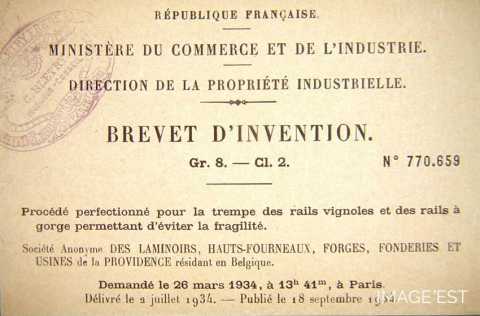 RÉPUBLIQUE FRANÇAISE.
MINISTÈRE DU COMMERCE ET DE L'INDUSTRIE.
DIRECTION DE LA PROPRIÉTÉ INDUSTRIELLE.
BREVET D'INVENTION.
Gr. 8. — Cl. 2. N° 770.659
Procédé perfectionné pour la trempe des rails vignoles et des rails à
gorge permettant d'éviter la fragilité.
Société Anonyme DES LAMINOIRS, HAUTS-FOURNEAUX, FORGES, FONDERIES ET
USINES de la PROVIDENCE résidant en Belgique.
Demandé le 26 mars 1934, à 13ʰ 41ᵐ, à Paris.
Délivré le 2 juillet 1934. — Publié le 18 septembre 1934.
IMAGE'EST